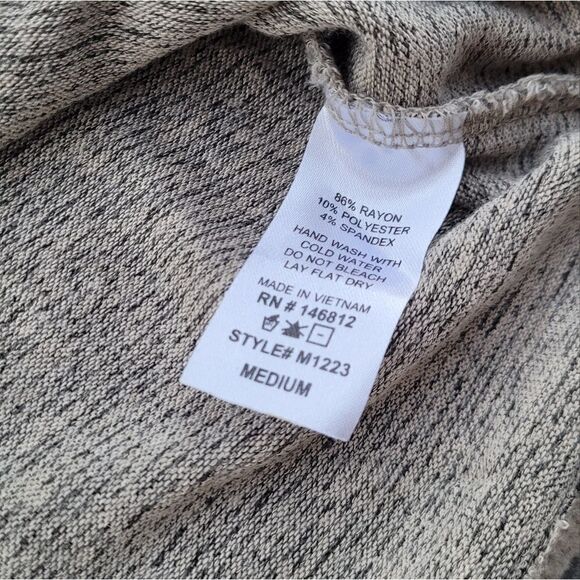 86% RAYON
10% POLYESTER
4% SPANDEX
HAND WASH WITH
COLD WATER
DO NOT BLEACH
LAY FLAT DRY
MADE IN VIETNAM
RN # 146812
STYLE# M1223
MEDIUM